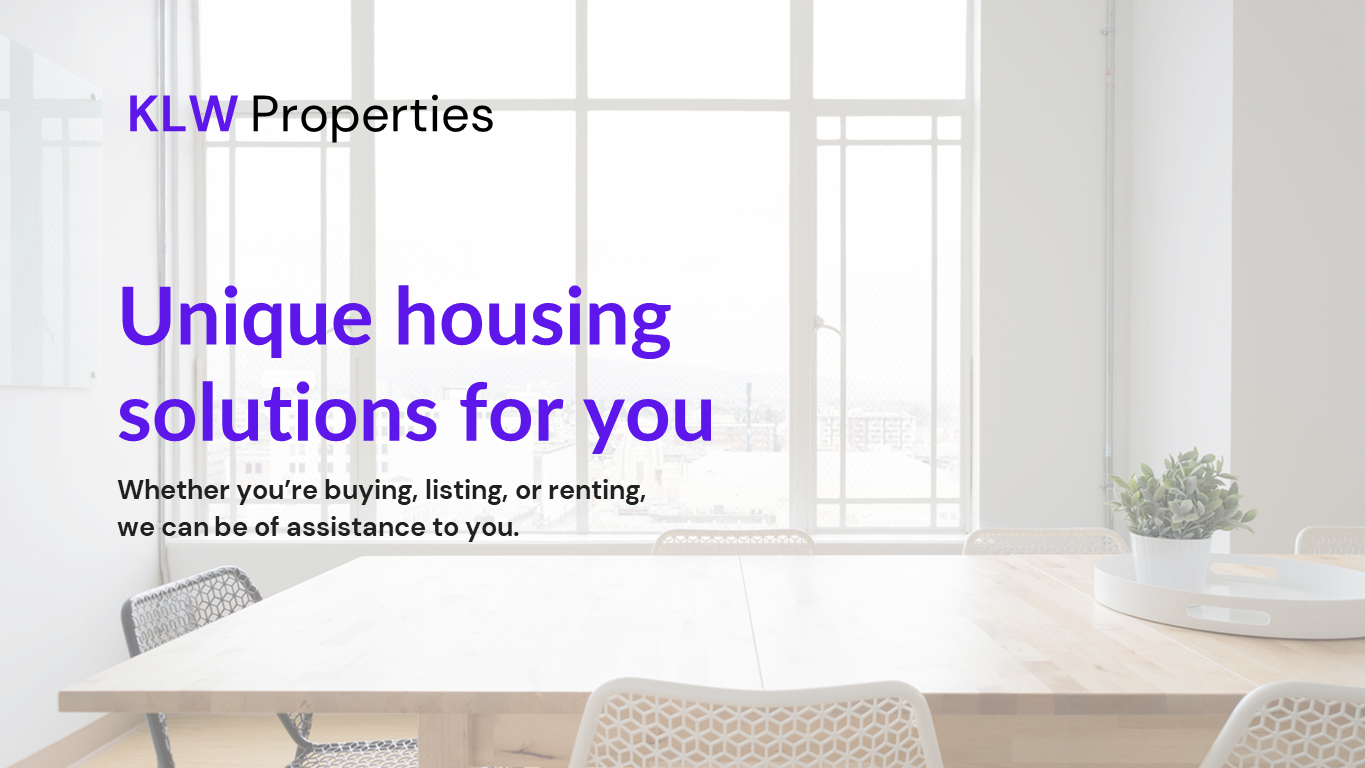 KLW Properties
Unique housing
solutions for you
Whether you’re buying, listing, or renting,
we can be of assistance to you.